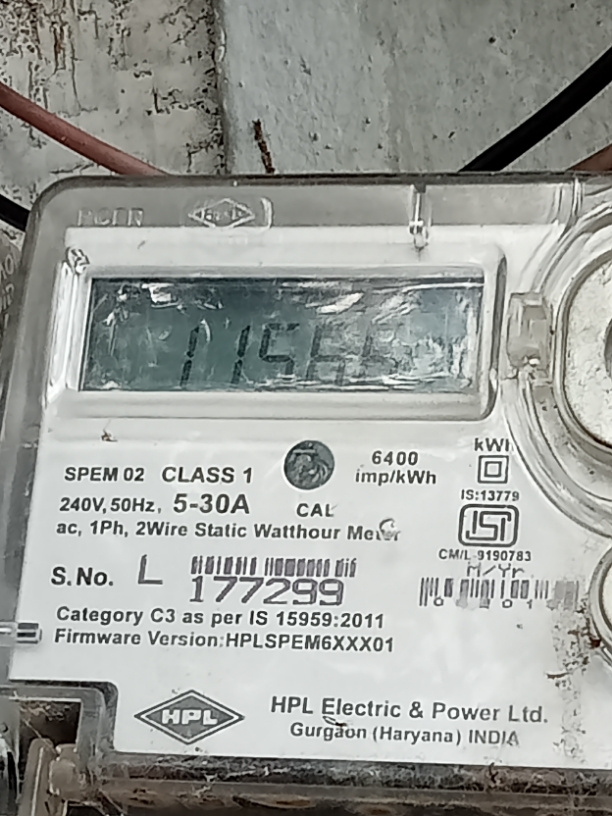 6400
imp/kWh
kWh
SPEM 02 CLASS 1
240V, 50Hz, 5-30A
CAL
IS:13779
ac, 1Ph, 2Wire Static Watthour Meter
ISI
CM/L-9190783
M/Yr
S.No. L 177299
Category C3 as per IS 15959:2011
Firmware Version:HPLSPEM6XXX01
HPL
HPL Electric & Power Ltd.
Gurgaon (Haryana) INDIA